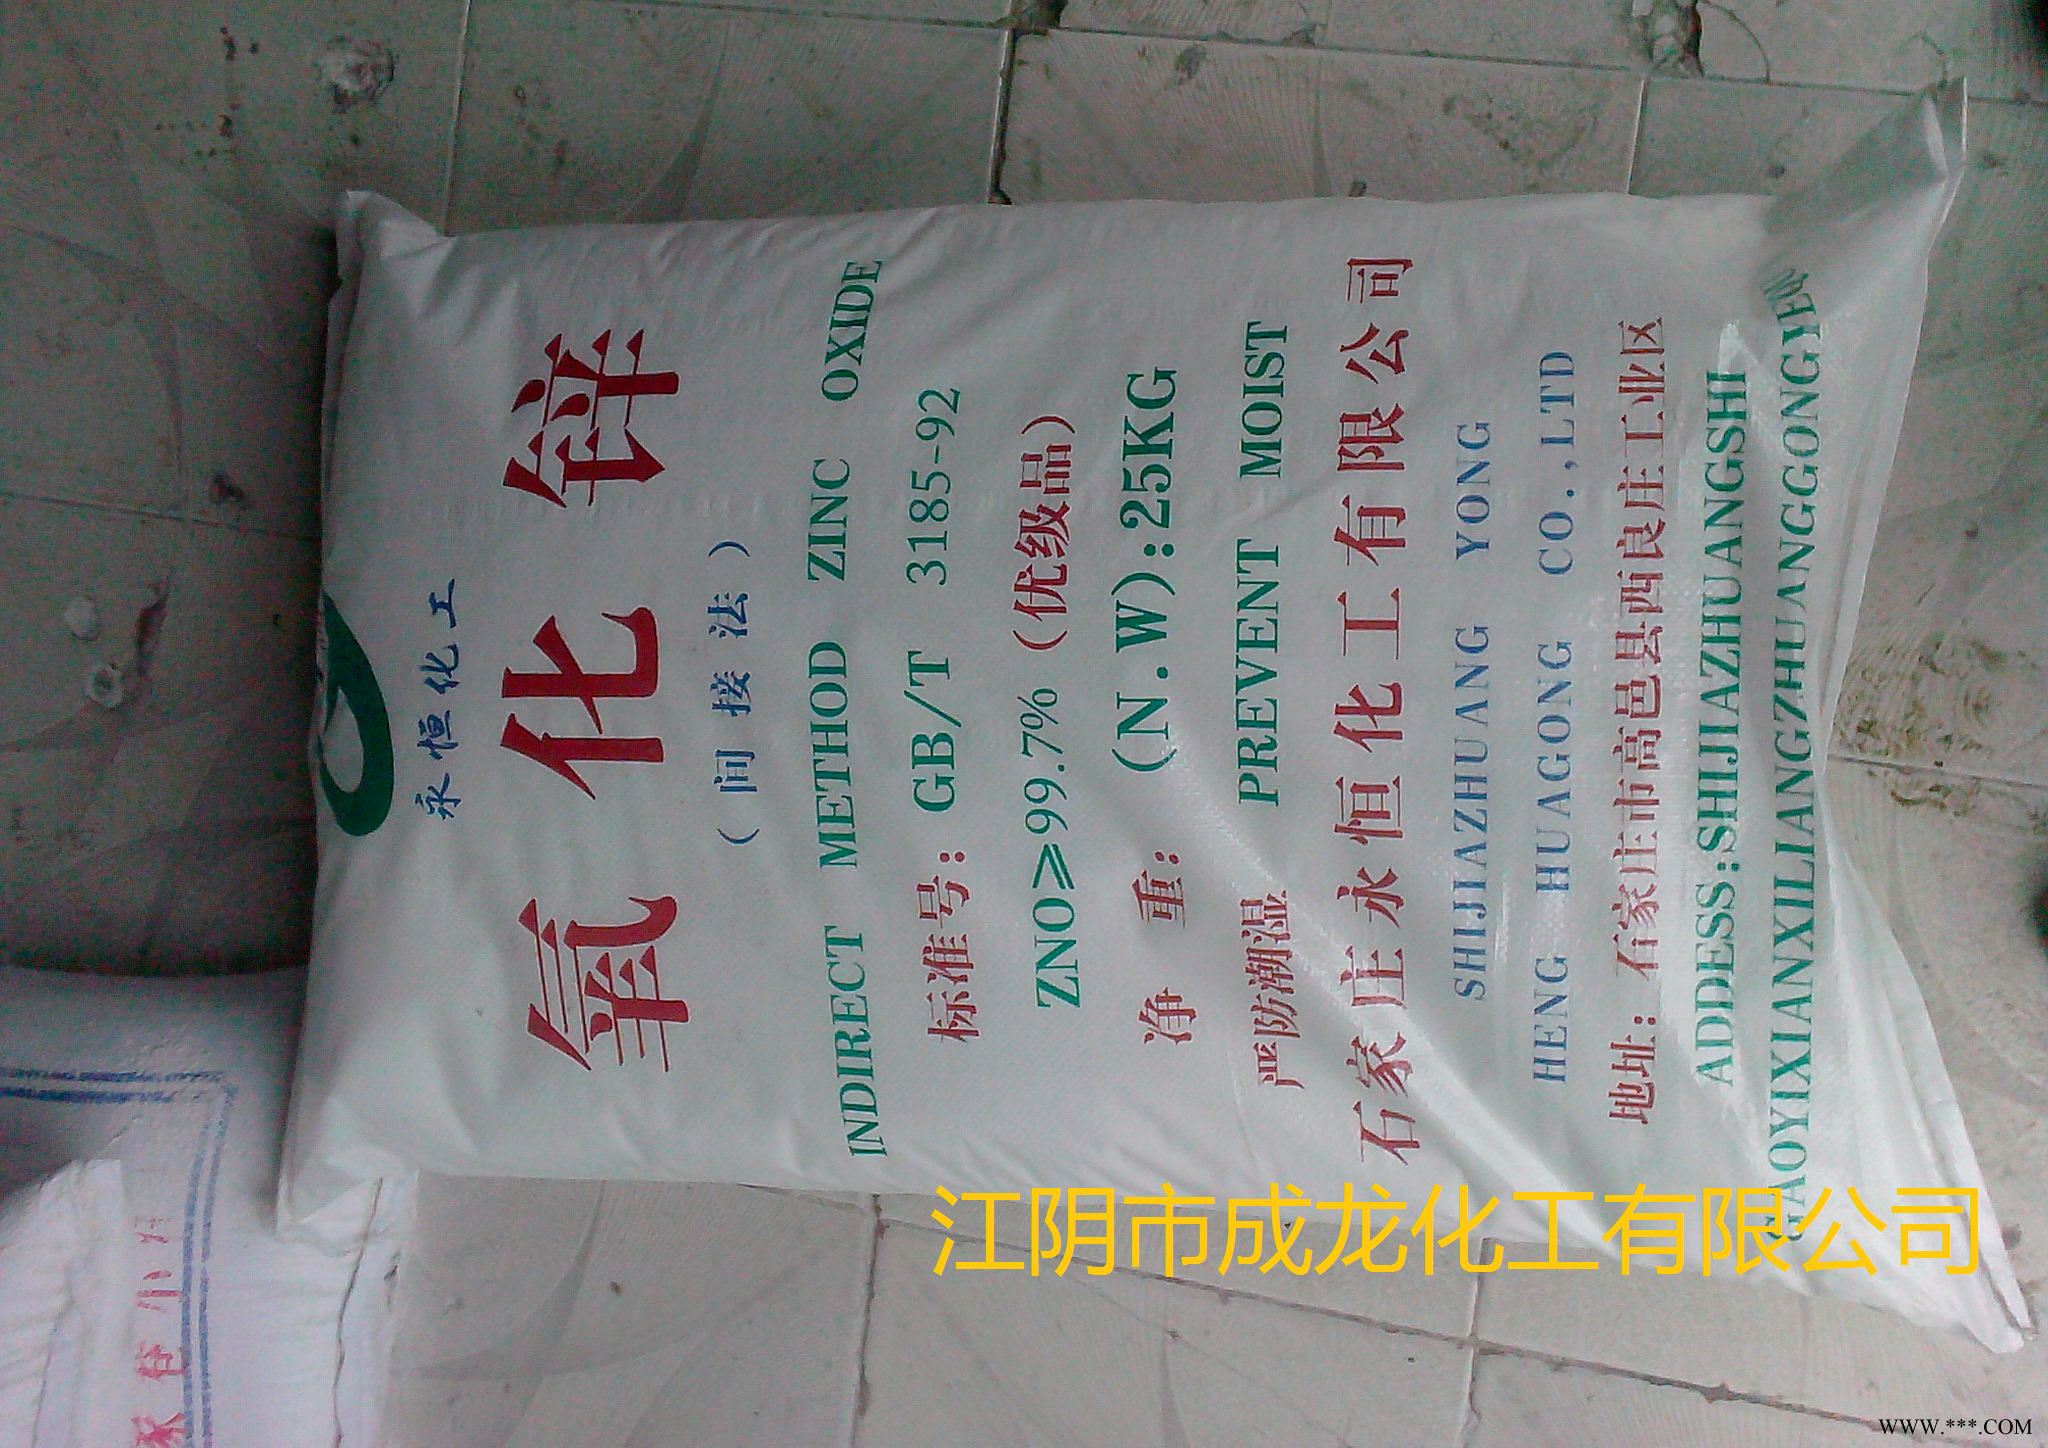 永恒化工
氧化锌
（间接法）
INDIRECT METHOD ZINC OXIDE
标准号：GB/T 3185-92
ZNO≥99.7%（优级品）
净 重：(N.W):25KG
严防潮湿 PREVENT MOIST
石家庄永恒化工有限公司
SHIJIAZHUANG YONG
HENG HUAGONG CO.,LTD
地址：石家庄市高邑县西良庄工业区
ADDESS:SHIJIAZHUANGSHI
GAOYIXIANXILIANGZHUANGGONGYEQU
江阴市成龙化工有限公司
WWW.***.COM